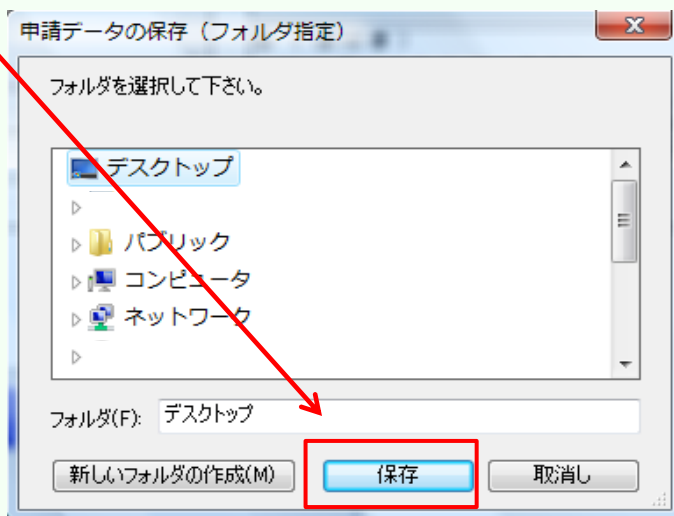 申請データの保存（フォルダ指定）
フォルダを選択して下さい。
デスクトップ
パブリック
コンピュータ
ネットワーク
フォルダ(F): デスクトップ
新しいフォルダの作成(M) 保存 取消し